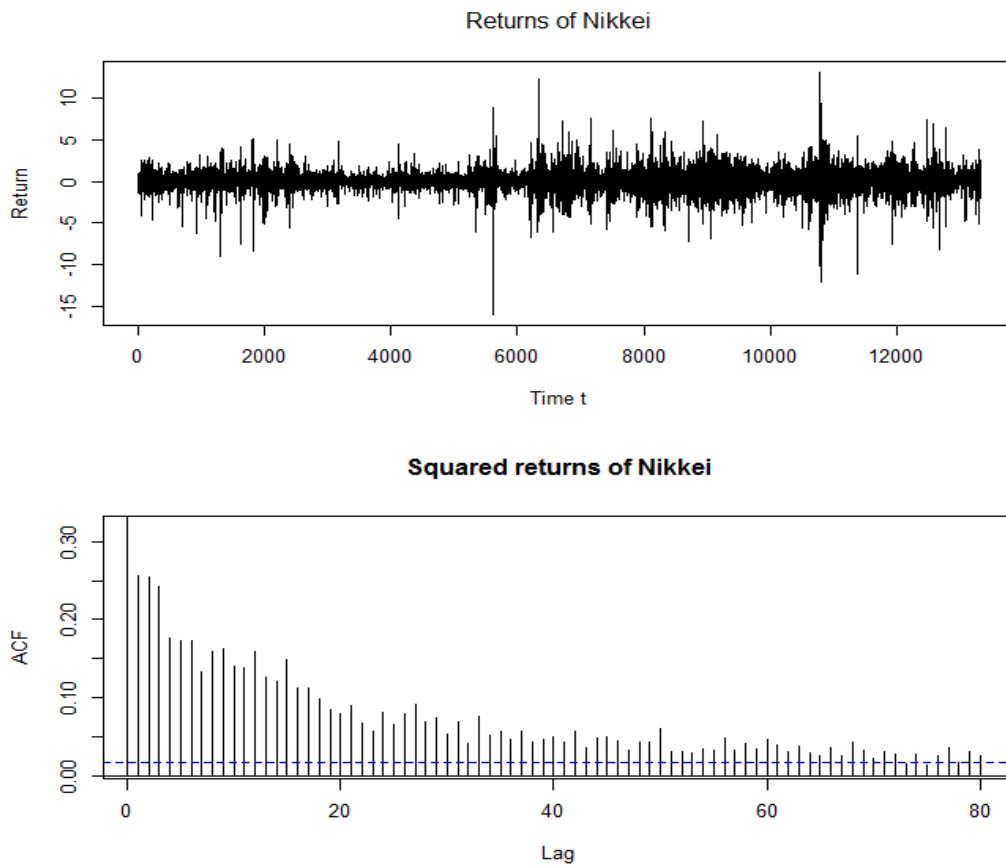 Returns of Nikkei
10
5
0
-5
-10
-15
Return
0 2000 4000 6000 8000 10000 12000
Time t
Squared returns of Nikkei
0.30
0.20
0.10
0.00
ACF
0 20 40 60 80
Lag